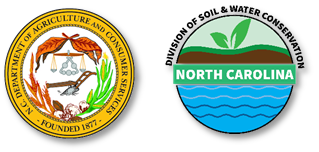 N.C. DEPARTMENT OF AGRICULTURE AND CONSUMER SERVICES
· FOUNDED 1877 ·
DIVISION OF SOIL & WATER CONSERVATION
NORTH CAROLINA